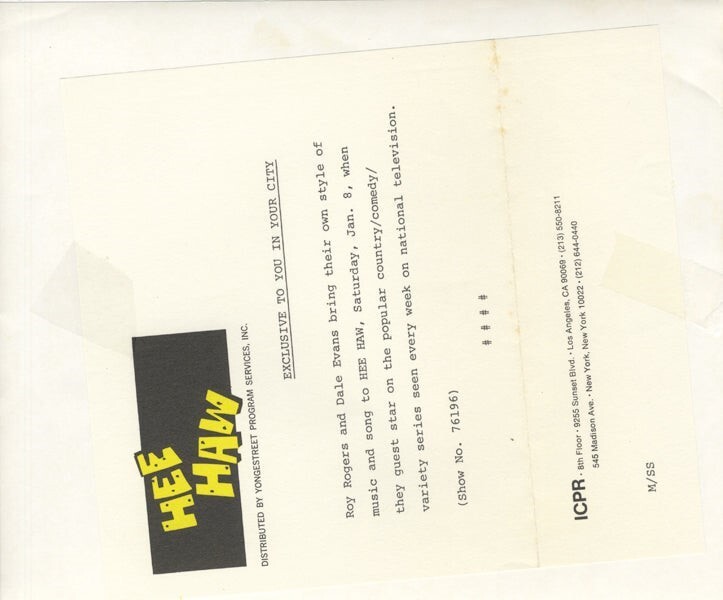 HEE
HAW
DISTRIBUTED BY YONGESTREET PROGRAM SERVICES, INC.
EXCLUSIVE TO YOU IN YOUR CITY
Roy Rogers and Dale Evans bring their own style of
music and song to HEE HAW, Saturday, Jan. 8, when
they guest star on the popular country/comedy/
variety series seen every week on national television.
(Show No. 76196)
# # # #
ICPR • 8th Floor • 9255 Sunset Blvd. • Los Angeles, CA 90069 • (213) 550-8211
545 Madison Ave. • New York, New York 10022 • (212) 644-0440
M/SS